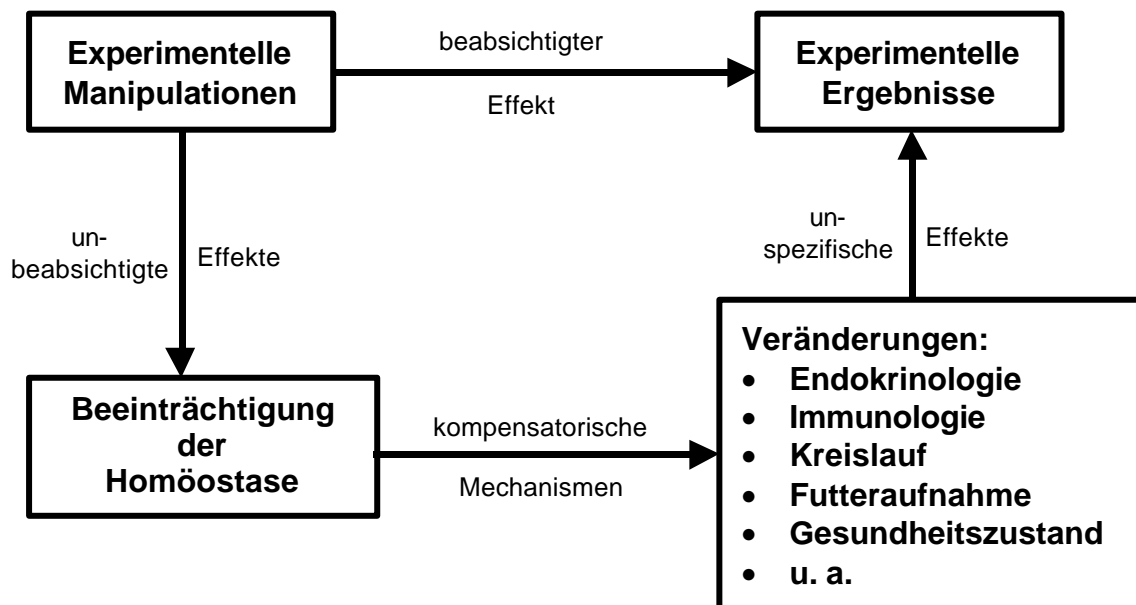 Experimentelle
Manipulationen
beabsichtigter
Effekt
Experimentelle
Ergebnisse
un-
beabsichtigte
Effekte
un-
spezifische
Effekte
Beeinträchtigung
der
Homöostase
kompensatorische
Mechanismen
Veränderungen:
• Endokrinologie
• Immunologie
• Kreislauf
• Futteraufnahme
• Gesundheitszustand
• u. a.